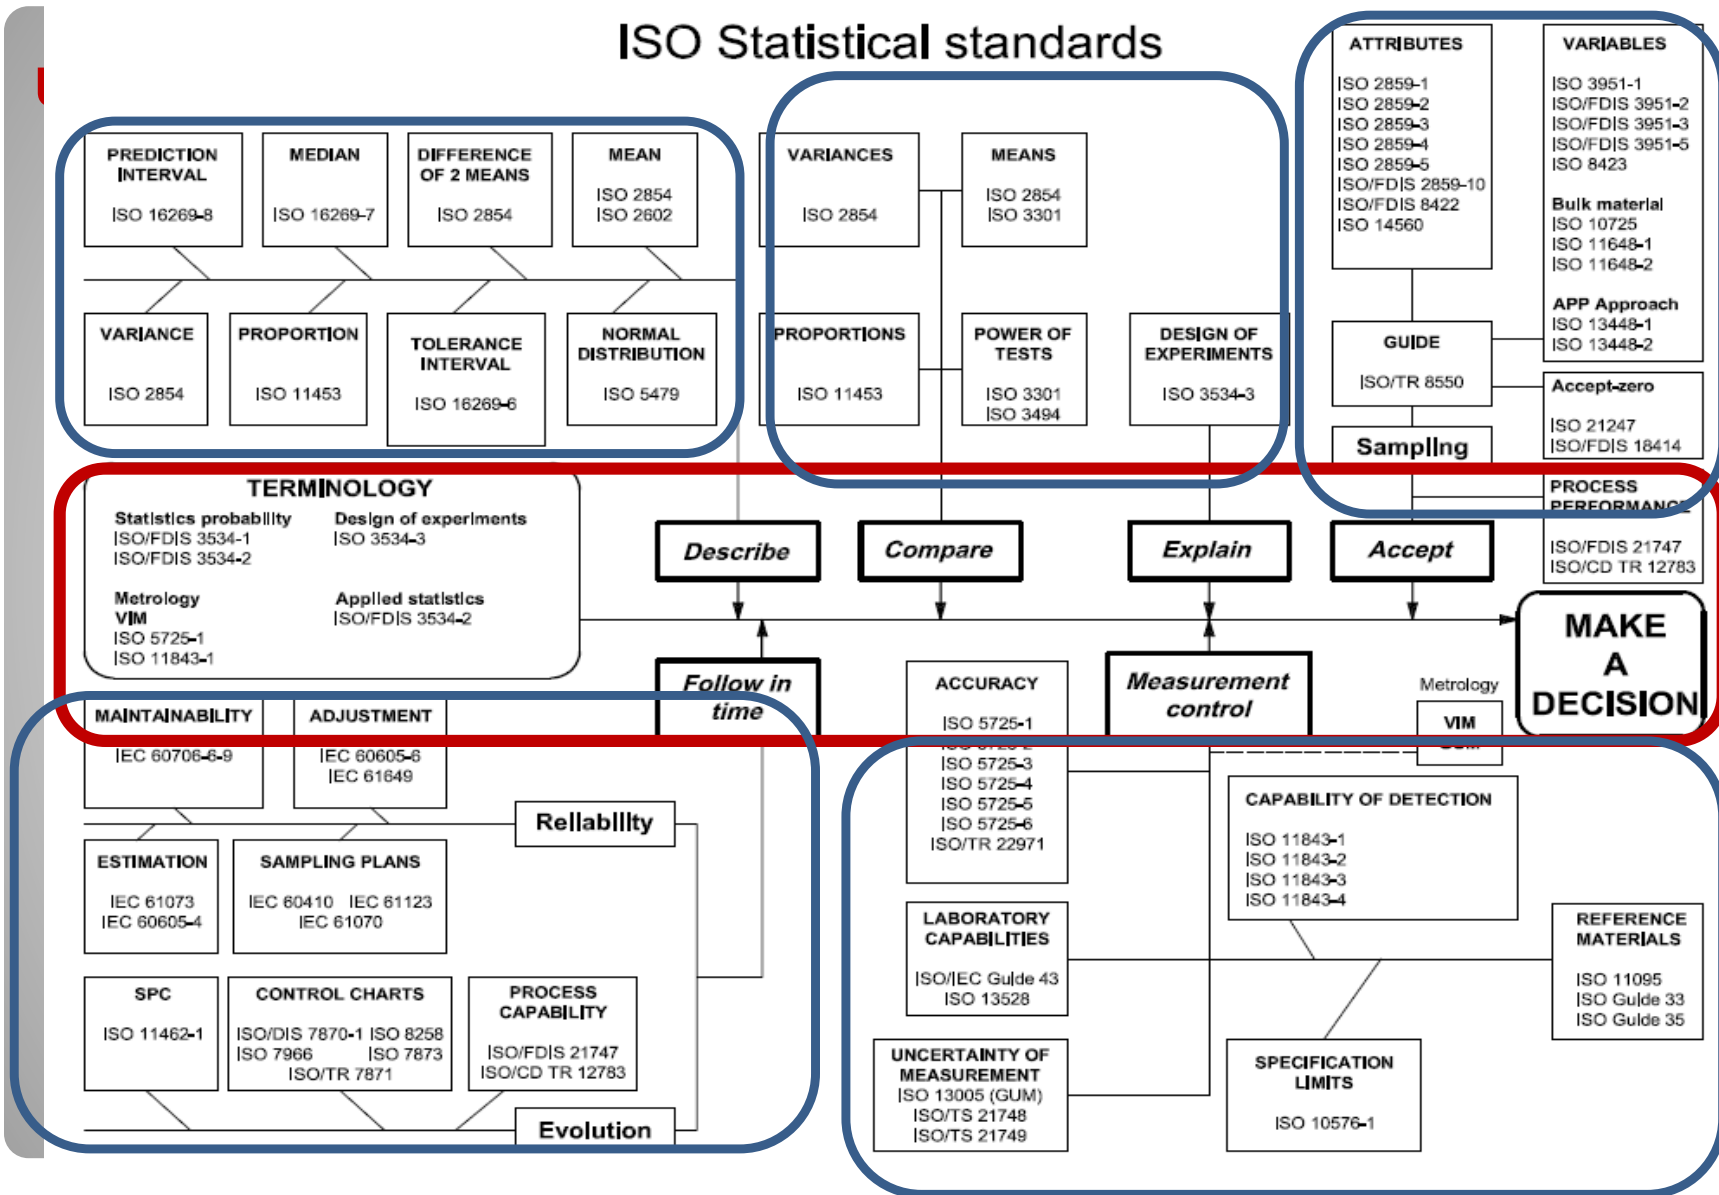 ISO Statistical standards
PREDICTION
INTERVAL
ISO 16269-8
MEDIAN
ISO 16269-7
DIFFERENCE
OF 2 MEANS
ISO 2854
MEAN
ISO 2854
ISO 2602
VARIANCE
ISO 2854
PROPORTION
ISO 11453
TOLERANCE
INTERVAL
ISO 16269-6
NORMAL
DISTRIBUTION
ISO 5479
VARIANCES
ISO 2854
MEANS
ISO 2854
ISO 3301
PROPORTIONS
ISO 11453
POWER OF
TESTS
ISO 3301
ISO 3494
DESIGN OF
EXPERIMENTS
ISO 3534-3
ATTRIBUTES
ISO 2859-1
ISO 2859-2
ISO 2859-3
ISO 2859-4
ISO 2859-5
ISO/FDIS 2859-10
ISO/FDIS 8422
ISO 14560
VARIABLES
ISO 3951-1
ISO/FDIS 3951-2
ISO/FDIS 3951-3
ISO/FDIS 3951-5
ISO 8423
Bulk material
ISO 10725
ISO 11648-1
ISO 11648-2
APP Approach
ISO 13448-1
ISO 13448-2
GUIDE
ISO/TR 8550
Accept-zero
ISO 21247
ISO/FDIS 18414
Sampling
PROCESS
PERFORMANCE
ISO/FDIS 21747
ISO/CD TR 12783
TERMINOLOGY
Statistics probability
ISO/FDIS 3534-1
ISO/FDIS 3534-2
Design of experiments
ISO 3534-3
Metrology
VIM
ISO 5725-1
ISO 11843-1
Applied statistics
ISO/FDIS 3534-2
Describe
Compare
Explain
Accept
MAKE
A
DECISION
Follow in
time
Measurement
control
Metrology
VIM
MAINTAINABILITY
IEC 60706-6-9
ADJUSTMENT
IEC 60605-6
IEC 61649
Reliability
ESTIMATION
IEC 61073
IEC 60605-4
SAMPLING PLANS
IEC 60410 IEC 61123
IEC 61070
SPC
ISO 11462-1
CONTROL CHARTS
ISO/DIS 7870-1 ISO 8258
ISO 7966 ISO 7873
ISO/TR 7871
PROCESS
CAPABILITY
ISO/FDIS 21747
ISO/CD TR 12783
Evolution
ACCURACY
ISO 5725-1
ISO 5725-3
ISO 5725-4
ISO 5725-5
ISO 5725-6
ISO/TR 22971
CAPABILITY OF DETECTION
ISO 11843-1
ISO 11843-2
ISO 11843-3
ISO 11843-4
LABORATORY
CAPABILITIES
ISO/IEC Guide 43
ISO 13528
REFERENCE
MATERIALS
ISO 11095
ISO Guide 33
ISO Guide 35
UNCERTAINTY OF
MEASUREMENT
ISO 13005 (GUM)
ISO/TS 21748
ISO/TS 21749
SPECIFICATION
LIMITS
ISO 10576-1